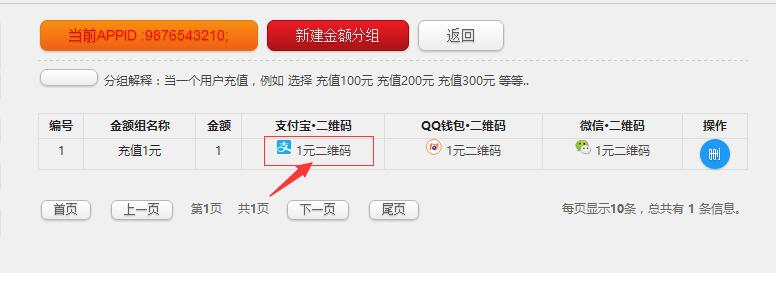 当前APPID :9876543210; 新建金额分组 返回
分组解释：当一个用户充值，例如 选择 充值100元 充值200元 充值300元 等等..
编号 金额组名称 金额 支付宝•二维码 QQ钱包•二维码 微信•二维码 操作
1 充值1元 1 1元二维码 1元二维码 1元二维码 删
首页 上一页 第1页 共1页 下一页 尾页 每页显示10条，总共有 1 条信息。